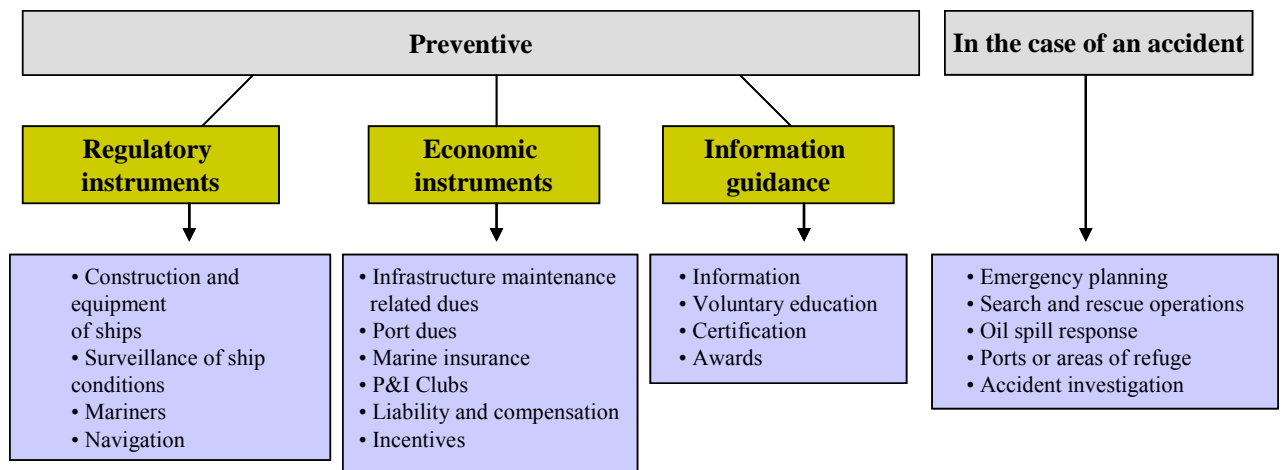 Preventive
In the case of an accident
Regulatory
instruments
Economic
instruments
Information
guidance
• Construction and
equipment
of ships
• Surveillance of ship
conditions
• Mariners
• Navigation
• Infrastructure maintenance
related dues
• Port dues
• Marine insurance
• P&I Clubs
• Liability and compensation
• Incentives
• Information
• Voluntary education
• Certification
• Awards
• Emergency planning
• Search and rescue operations
• Oil spill response
• Ports or areas of refuge
• Accident investigation